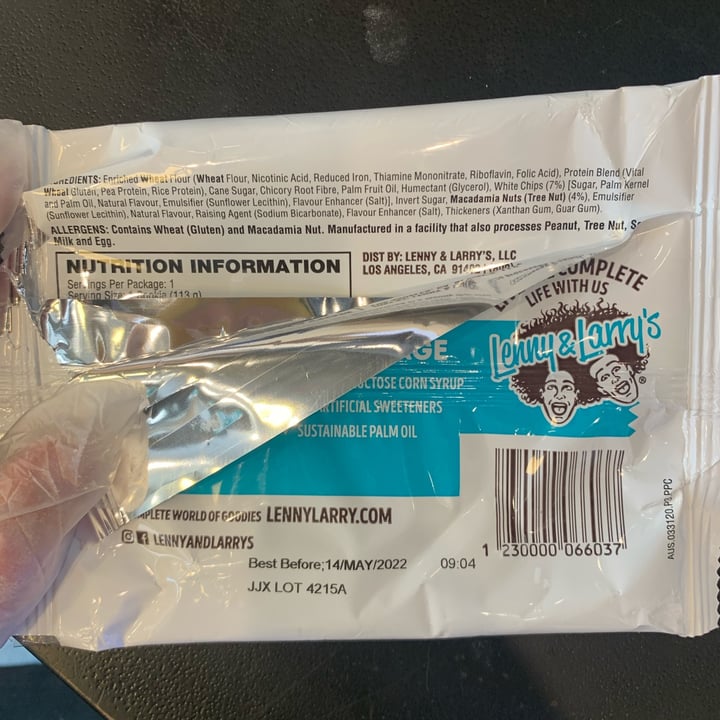 Enriched Wheat Flour (Wheat Flour, Nicotinic Acid, Reduced Iron, Thiamine Mononitrate, Riboflavin, Folic Acid), Protein Blend (Vital
Wheat Gluten, Pea Protein, Rice Protein), Cane Sugar, Chicory Root Fibre, Palm Fruit Oil, Humectant (Glycerol), White Chips (7%) [Sugar, Palm Kernel
and Palm Oil, Natural Flavour, Emulsifier (Sunflower Lecithin), Flavour Enhancer (Salt)], Invert Sugar, Macadamia Nuts (Tree Nut) (4%), Emulsifier
(Sunflower Lecithin), Natural Flavour, Raising Agent (Sodium Bicarbonate), Flavour Enhancer (Salt), Thickeners (Xanthan Gum, Guar Gum).
ALLERGENS: Contains Wheat (Gluten) and Macadamia Nut. Manufactured in a facility that also processes Peanut, Tree Nut,
Milk and Egg.
NUTRITION INFORMATION
Servings Per Package: 1
Serving Size: Cookie (113 g)
DIST BY: LENNY & LARRY'S, LLC
LOS ANGELES, CA
COMPLETE
LIFE WITH US
Lenny & Larry's
®
CORN SYRUP
SWEETENERS
SUSTAINABLE PALM OIL
WORLD OF GOODIES LENNYLARRY.COM
LENNYANDLARRYS
Best Before;14/MAY/2022 09:04
JJX LOT 4215A
1 230000 066037
AUS.033120.P1.PPC